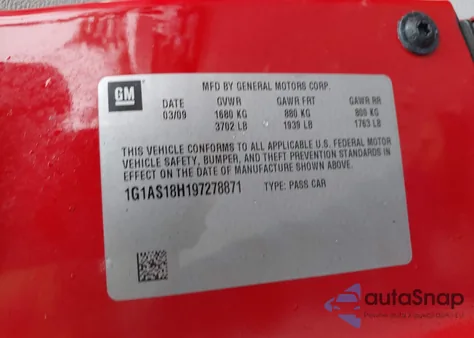 GM
MFD BY GENERAL MOTORS CORP.
DATE GVWR GAWR FRT GAWR RR
03/09 1680 KG 880 KG 800 KG
3702 LB 1939 LB 1763 LB
THIS VEHICLE CONFORMS TO ALL APPLICABLE U.S. FEDERAL MOTOR
VEHICLE SAFETY, BUMPER, AND THEFT PREVENTION STANDARDS IN
EFFECT ON THE DATE OF MANUFACTURE SHOWN ABOVE.
1G1AS18H197278871 TYPE: PASS CAR
autoSnap